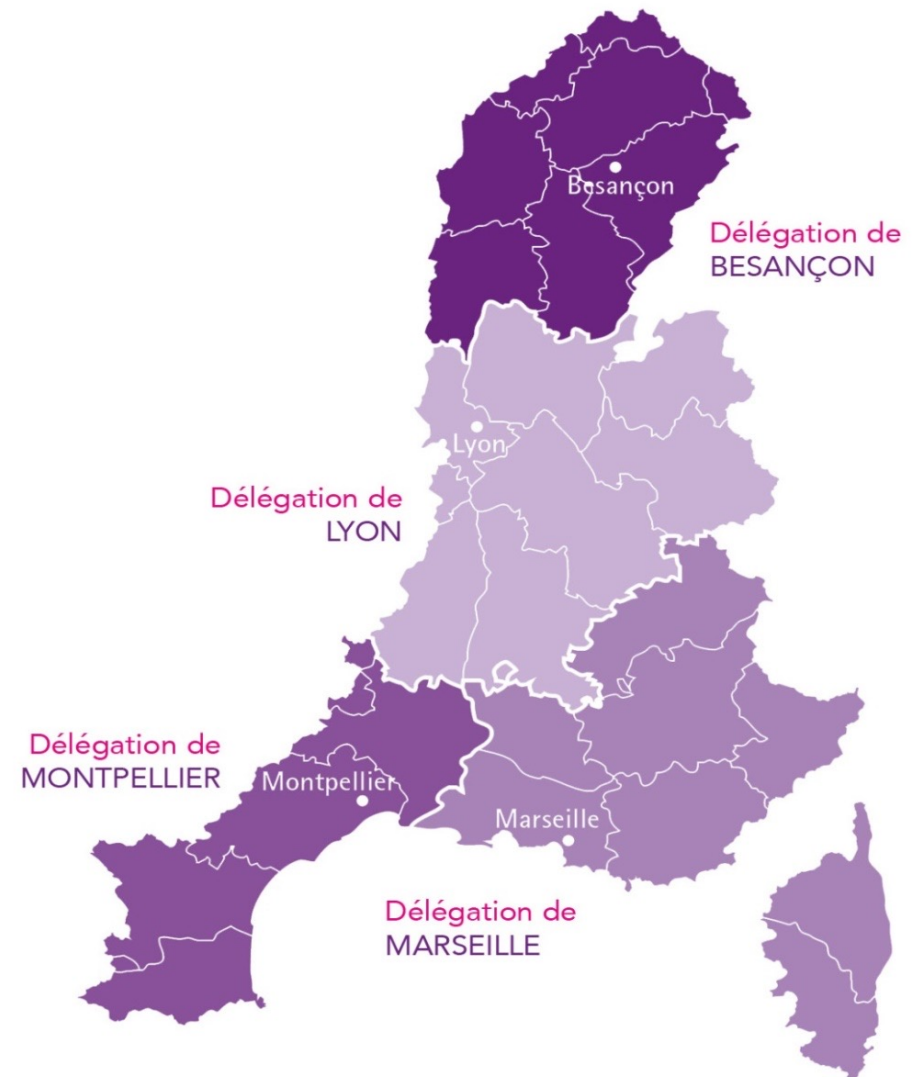 Besançon
Délégation de
BESANÇON
Lyon
Délégation de
LYON
Délégation de
MONTPELLIER
Montpellier
Marseille
Délégation de
MARSEILLE